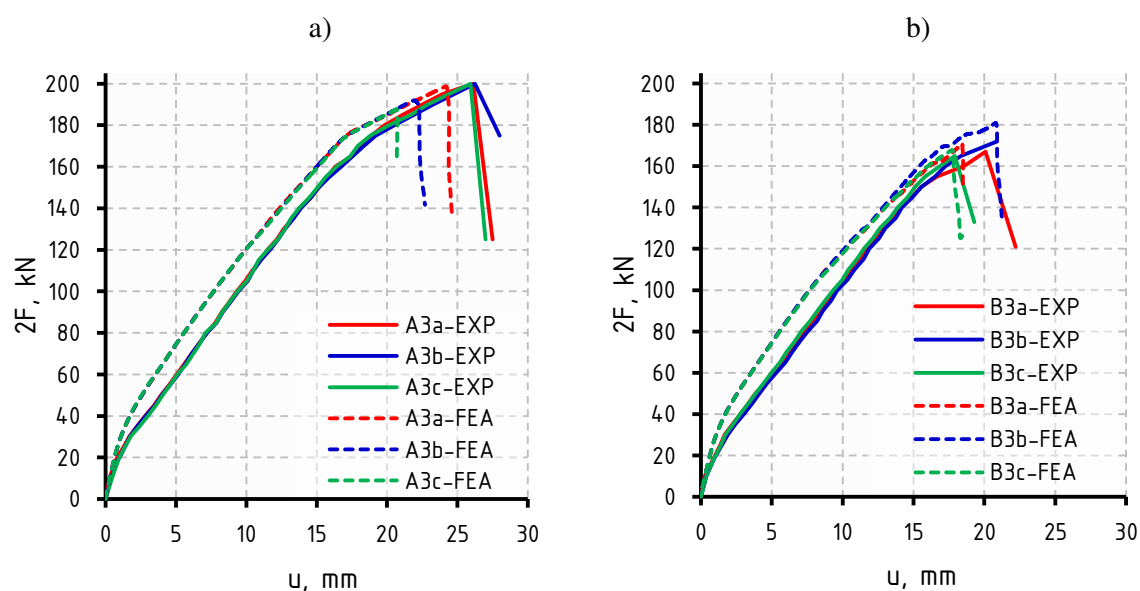 a)
200
180
160
140
120
100
80
60
40
20
0
2F, kN
0 5 10 15 20 25 30
u, mm
A3a-EXP
A3b-EXP
A3c-EXP
A3a-FEA
A3b-FEA
A3c-FEA
b)
200
180
160
140
120
100
80
60
40
20
0
2F, kN
0 5 10 15 20 25 30
u, mm
B3a-EXP
B3b-EXP
B3c-EXP
B3a-FEA
B3b-FEA
B3c-FEA